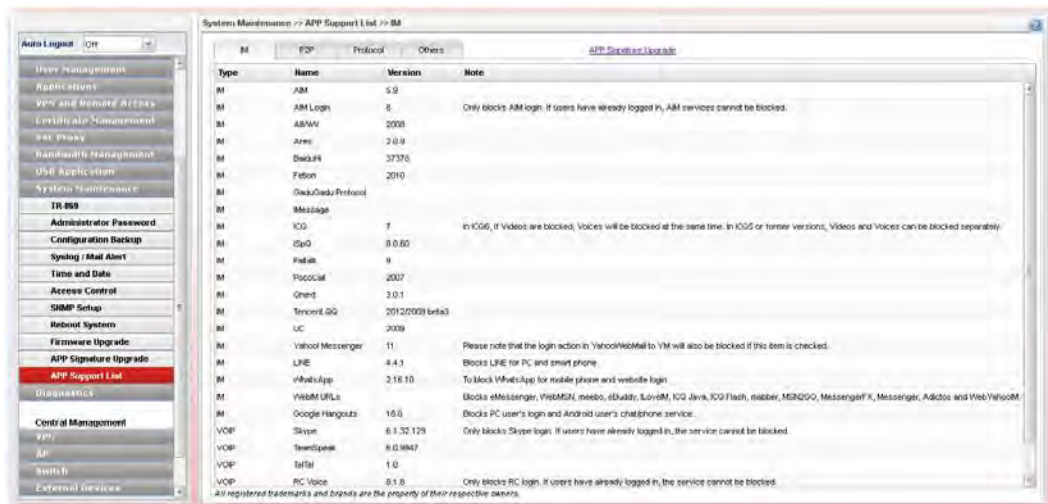 System Maintenance >> APP Support List >> IM
Auto Logout Off
User Management
Applications
VPN and Remote Access
Certificate Management
SSL Proxy
Bandwidth Management
USB Application
System Maintenance
TR-069
Administrator Password
Configuration Backup
Syslog / Mail Alert
Time and Date
Access Control
SNMP Setup
Reboot System
Firmware Upgrade
APP Signature Upgrade
APP Support List
Diagnostics
Central Management
VPN
AP
Switch
External Devices
IM P2P Protocol Others APP Signature Upgrade
Type Name Version Note
IM AIM 5.9
IM AIM Login 8 Only blocks AIM login. If users have already logged in, AIM services cannot be blocked.
IM AliWW 2008
IM Ares 2.0.9
IM BaiduHi 37378
IM Fetion 2010
IM GaduGadu Protocol
IM iMessage
IM ICQ 7 In ICQ6, If Videos are blocked, Voices will be blocked at the same time. In ICQ5 or former versions, Videos and Voices can be blocked separately.
IM iSpQ 8.0.60
IM Paltalk 9
IM PocoCall 2007
IM Qnext 3.0.1
IM Tencent QQ 2012/2009 beta3
IM UC 2009
IM Yahoo! Messenger 11 Please note that the login action in YahooWebMail to YM will also be blocked if this item is checked.
IM LINE 4.4.1 Blocks LINE for PC and smart phone
IM WhatsApp 2.16.10 To block WhatsApp for mobile phone and website login
IM WebIM URLs Blocks eMessenger, WebMSN, meebo, eBuddy, ILoveIM, ICQ Java, ICQ Flash, mabber, MSN2GO, MessengerFX, Messenger, Adictos and WebYahooIM.
IM Google Hangouts Blocks PC user's login and Android user's chat/phone service.
VOIP Skype 6.1.32.129 Only blocks Skype login. If users have already logged in, the service cannot be blocked.
VOIP TeamSpeak
VOIP TelTel 1.0
VOIP RC Voice 8.1.8 Only blocks RC login. If users have already logged in, the service cannot be blocked.
All registered trademarks and brands are the property of their respective owners.